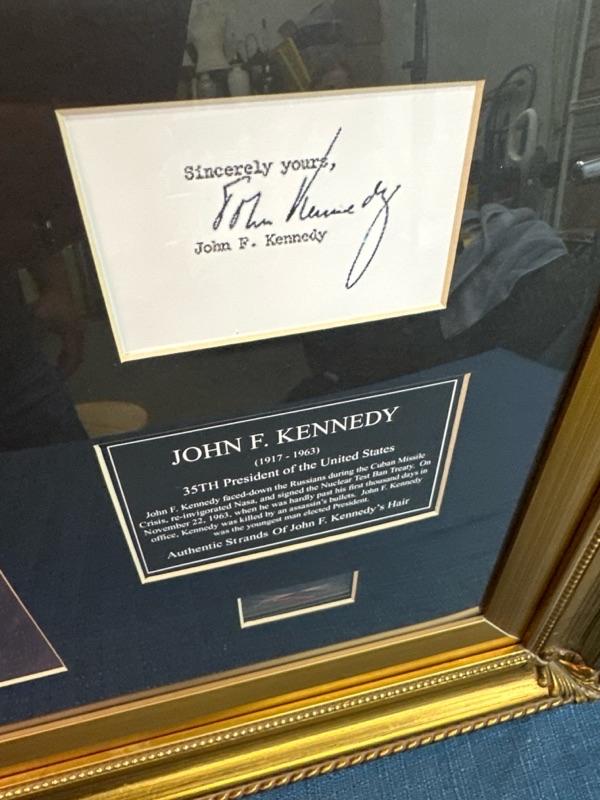 Sincerely yours,
John Kennedy
John F. Kennedy
JOHN F. KENNEDY
(1917 - 1963)
35TH President of the United States
John F. Kennedy faced-down the Russians during the Cuban Missile
Crisis, re-invigorated Nasa, and signed the Nuclear Test Ban Treaty. On
November 22, 1963, when he was hardly past his first thousand days in
office, Kennedy was killed by an assassin's bullets. John F. Kennedy
was the youngest man elected President.
Authentic Strands Of John F. Kennedy's Hair